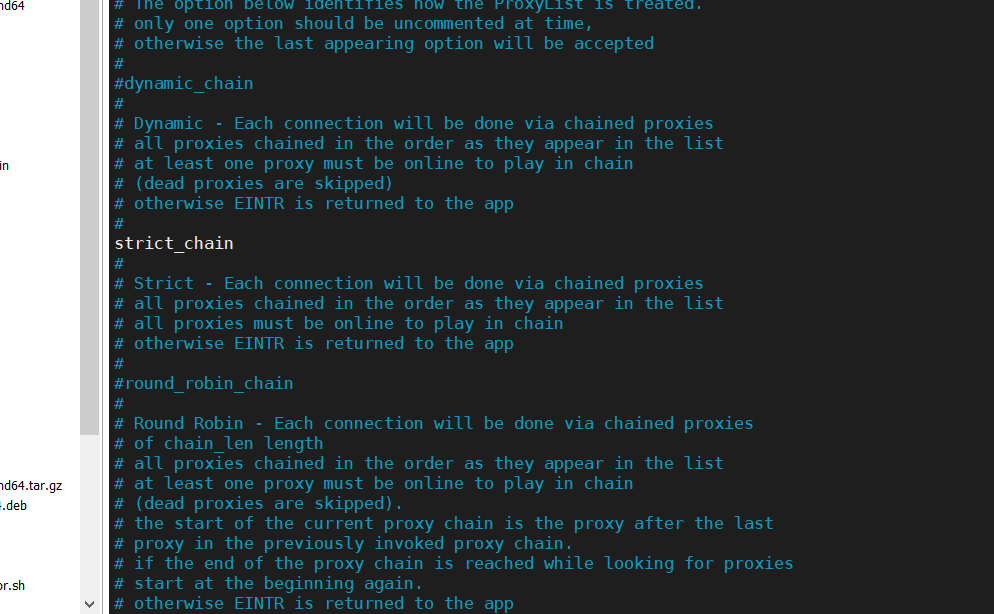 nd64
in
nd64.tar.gz
.deb
or.sh
# The option below identifies how the ProxyList is treated.
# only one option should be uncommented at time,
# otherwise the last appearing option will be accepted
#
#dynamic_chain
#
# Dynamic - Each connection will be done via chained proxies
# all proxies chained in the order as they appear in the list
# at least one proxy must be online to play in chain
# (dead proxies are skipped)
# otherwise EINTR is returned to the app
#
strict_chain
#
# Strict - Each connection will be done via chained proxies
# all proxies chained in the order as they appear in the list
# all proxies must be online to play in chain
# otherwise EINTR is returned to the app
#
#round_robin_chain
#
# Round Robin - Each connection will be done via chained proxies
# of chain_len length
# all proxies chained in the order as they appear in the list
# at least one proxy must be online to play in chain
# (dead proxies are skipped).
# the start of the current proxy chain is the proxy after the last
# proxy in the previously invoked proxy chain.
# if the end of the proxy chain is reached while looking for proxies
# start at the beginning again.
# otherwise EINTR is returned to the app